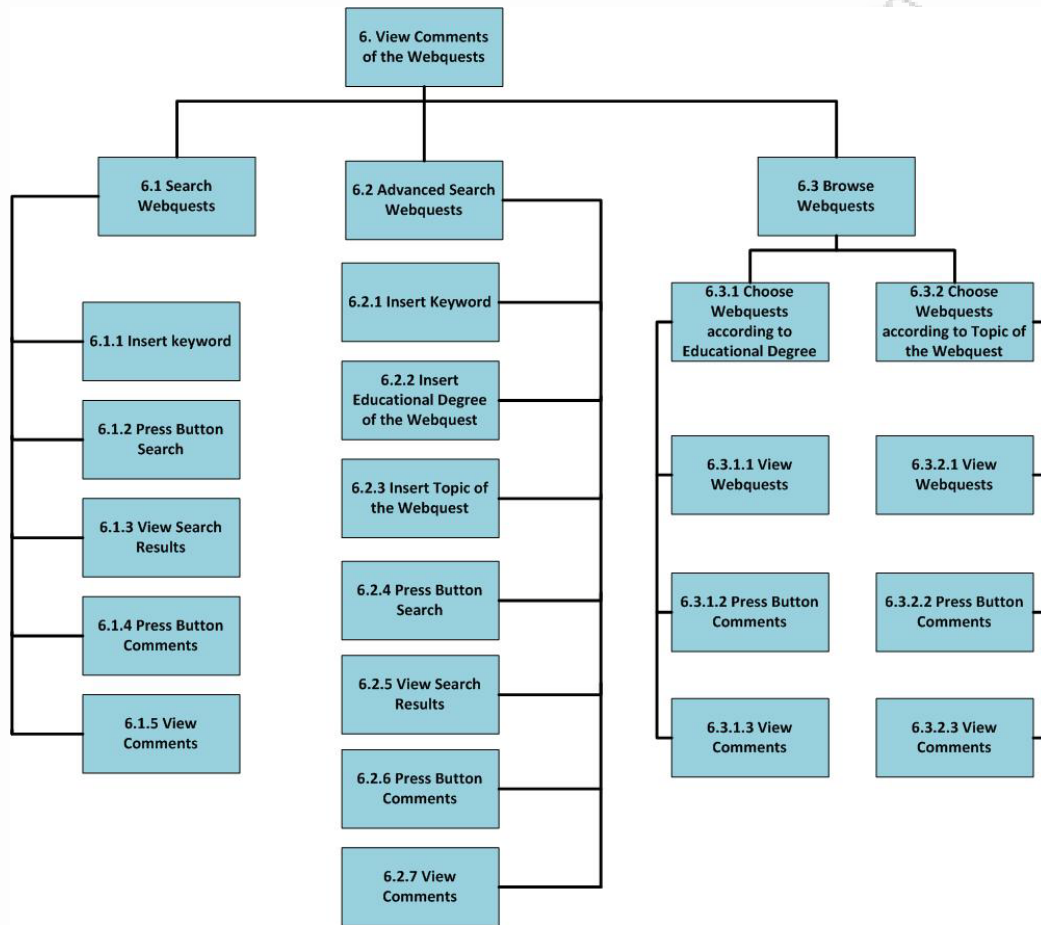 6. View Comments
of the Webquests
6.1 Search
Webquests
6.2 Advanced Search
Webquests
6.3 Browse
Webquests
6.1.1 Insert keyword
6.1.2 Press Button
Search
6.1.3 View Search
Results
6.1.4 Press Button
Comments
6.1.5 View
Comments
6.2.1 Insert Keyword
6.2.2 Insert
Educational Degree
of the Webquest
6.2.3 Insert Topic of
the Webquest
6.2.4 Press Button
Search
6.2.5 View Search
Results
6.2.6 Press Button
Comments
6.2.7 View
Comments
6.3.1 Choose
Webquests
according to
Educational Degree
6.3.1.1 View
Webquests
6.3.1.2 Press Button
Comments
6.3.1.3 View
Comments
6.3.2 Choose
Webquests
according to Topic of
the Webquest
6.3.2.1 View
Webquests
6.3.2.2 Press Button
Comments
6.3.2.3 View
Comments